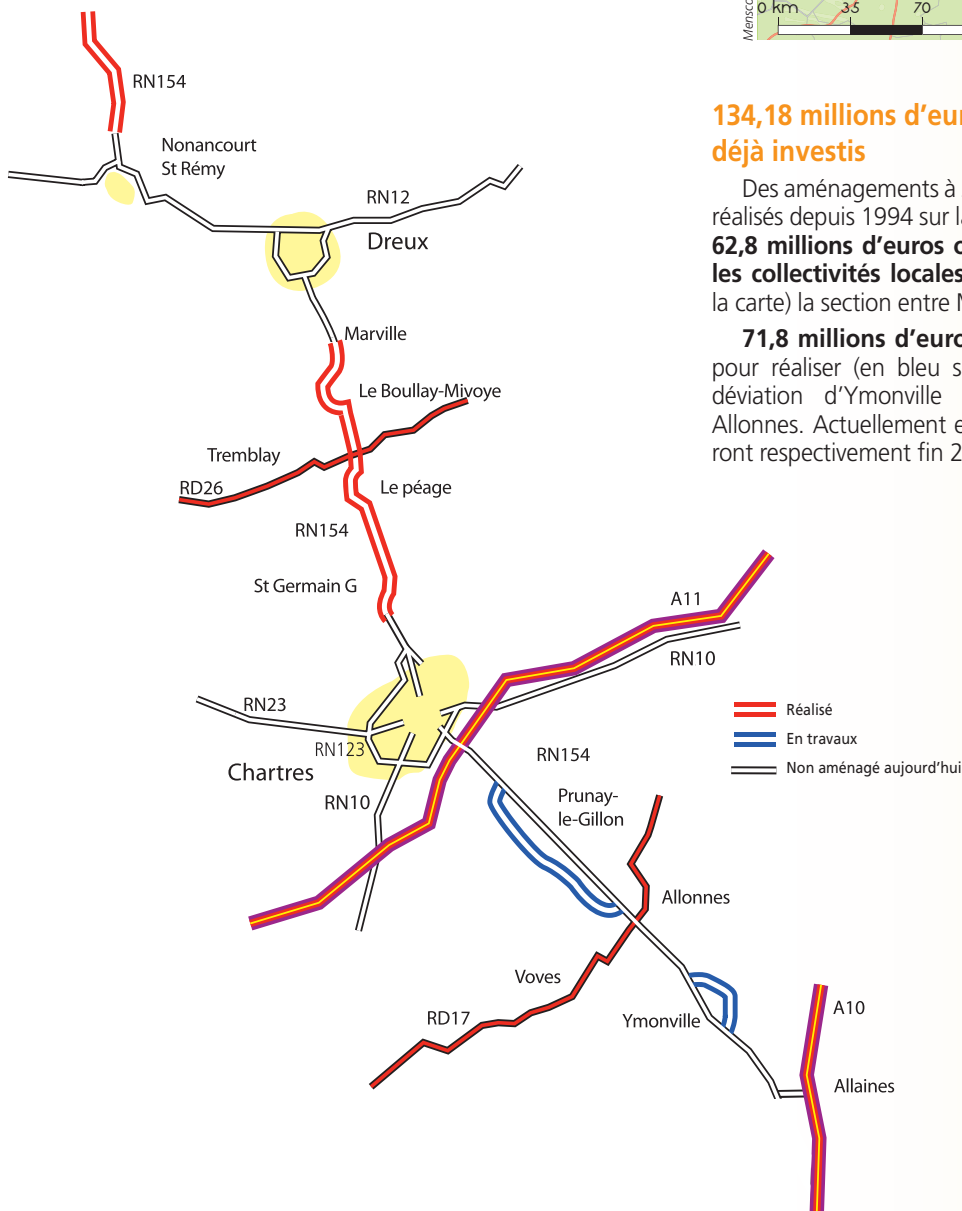 Mensco
0 km 35 70
RN154
Nonancourt
St Rémy
RN12
Dreux
Marville
Le Boullay-Mivoye
Tremblay
RD26
Le péage
RN154
St Germain G
A11
RN10
RN23
RN123
Chartres
RN10
RN154
Prunay-
le-Gillon
Allonnes
Voves
RD17
Ymonville
A10
Allaines
Réalisé
En travaux
Non aménagé aujourd'hui
134,18 millions d'eur
déjà investis
Des aménagements à
réalisés depuis 1994 sur la
62,8 millions d'euros
les collectivités locales
la carte) la section entre
71,8 millions d'euro
pour réaliser (en bleu s
déviation d'Ymonville
Allonnes. Actuellement e
ront respectivement fin 2